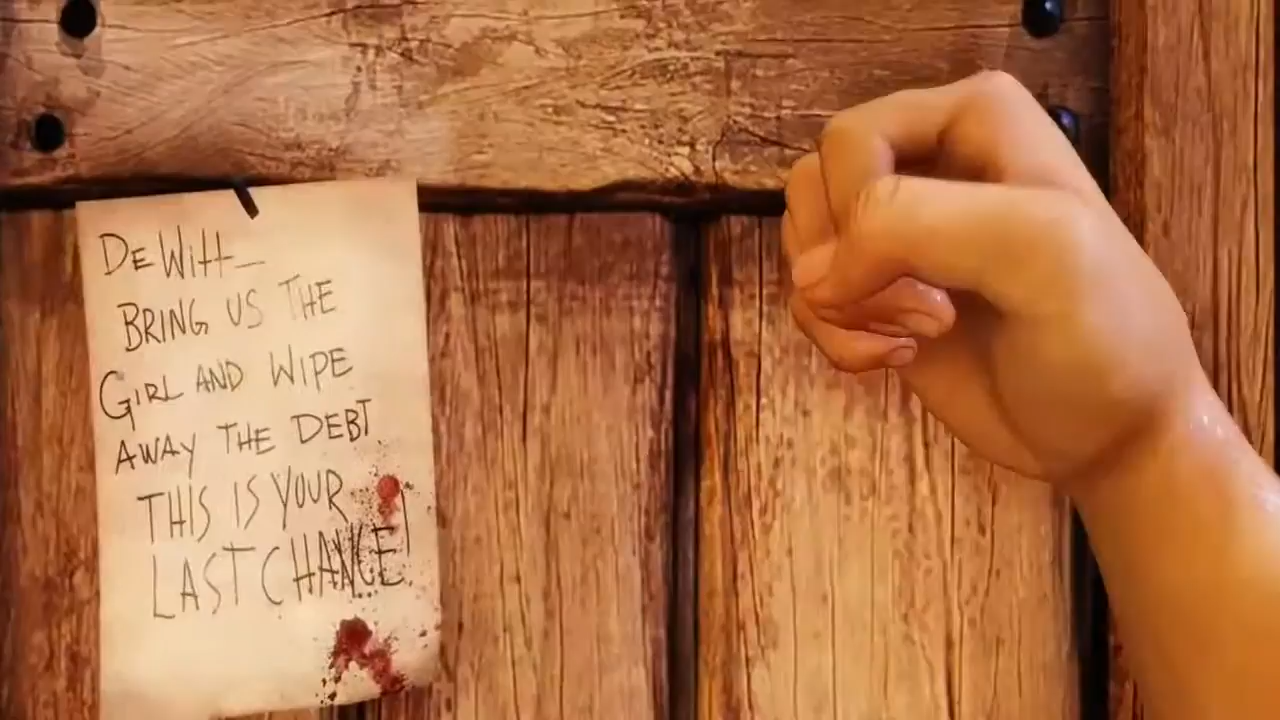 DEWitt–
BRING US THE
GIRL AND WIPE
AWAY THE DEBT
THIS IS YOUR
LAST CHANCE!